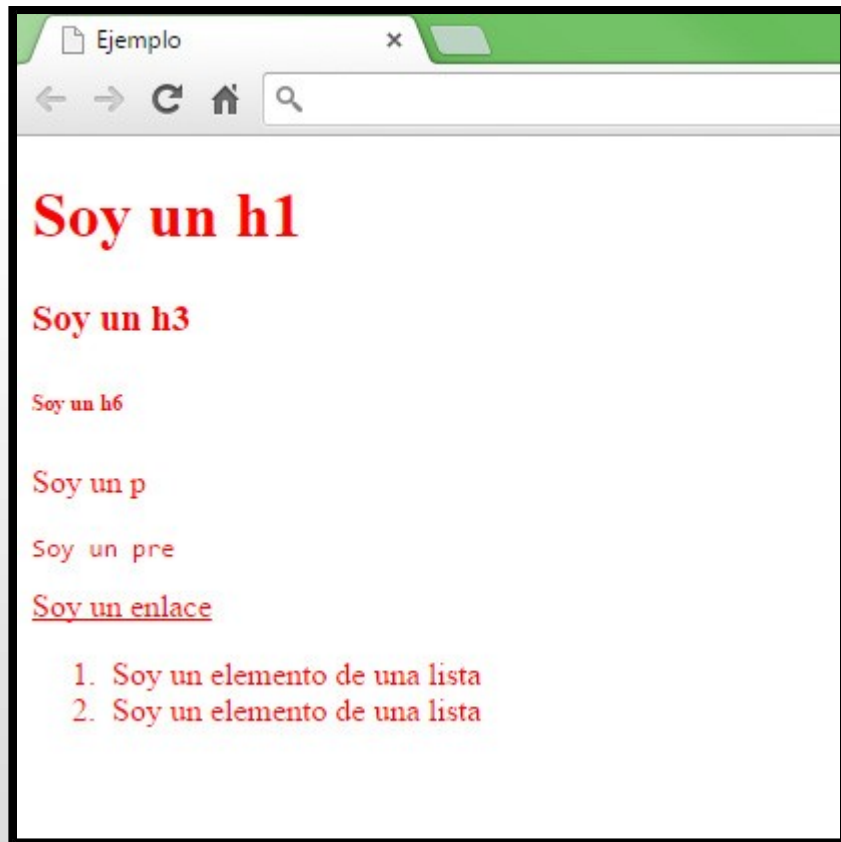 Ejemplo
Soy un h1
Soy un h3
Soy un h6
Soy un p
Soy un pre
Soy un enlace
1. Soy un elemento de una lista
2. Soy un elemento de una lista